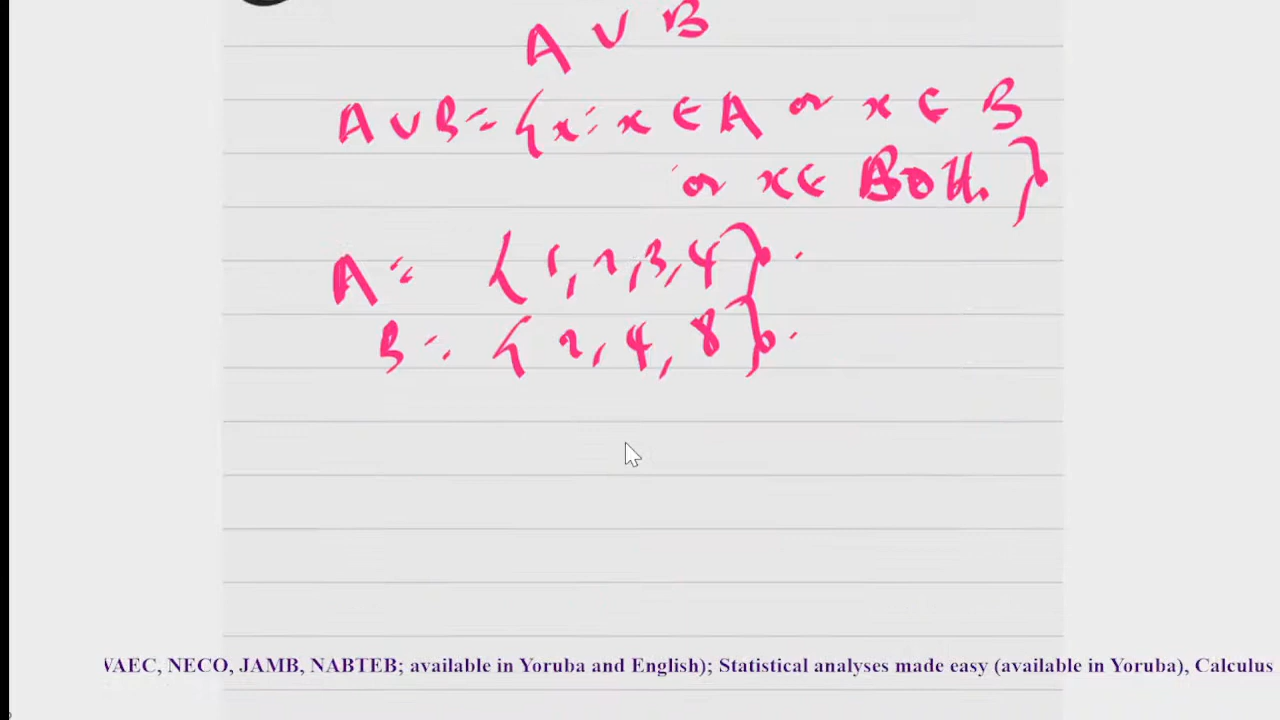 A ∪ B
A ∪ B = {x : x ∈ A or x ∈ B
or x ∈ Both}
A = {1, 2, 3, 4}.
B = {2, 4, 8}.
WAEC, NECO, JAMB, NABTEB; available in Yoruba and English); Statistical analyses made easy (available in Yoruba), Calculus